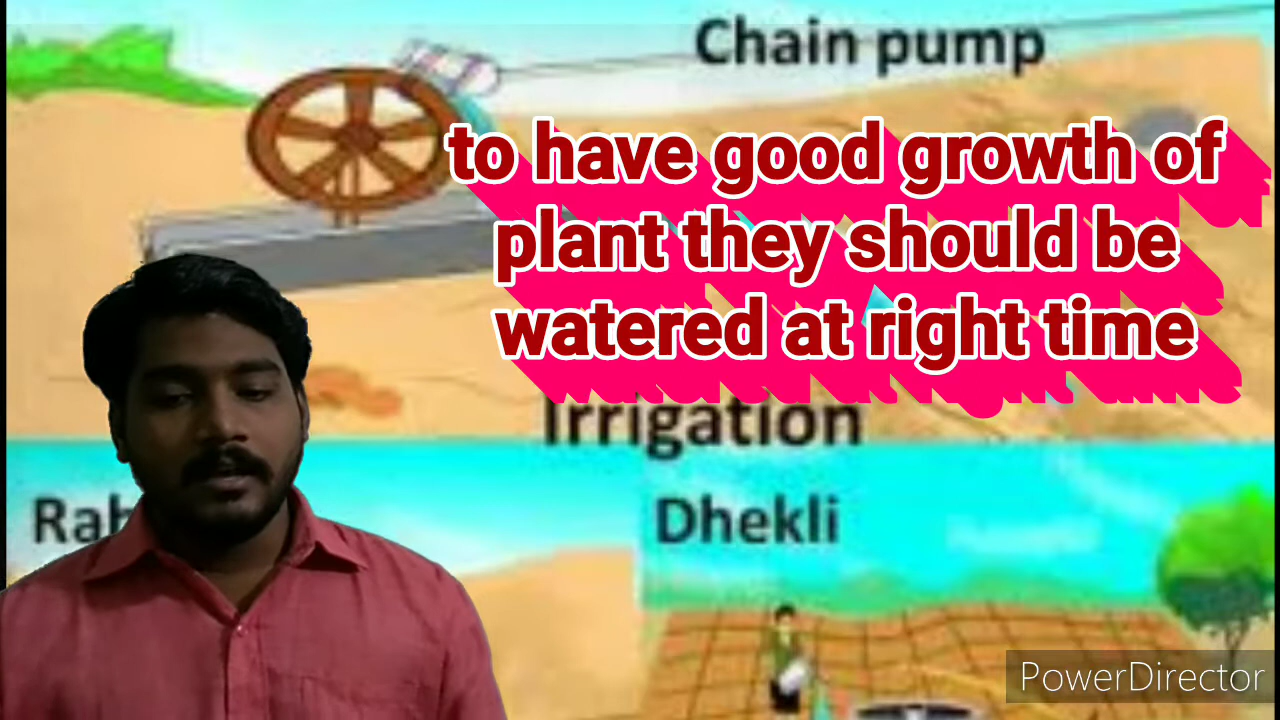 Chain pump
to have good growth of
plant they should be
watered at right time
Irrigation
Dhekli
PowerDirector